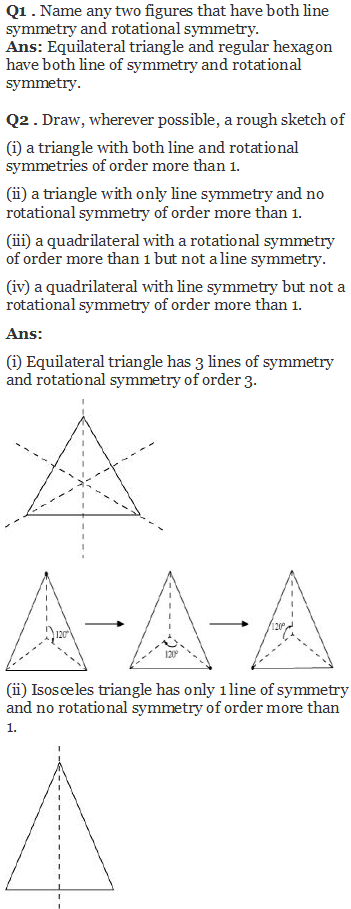 Q1 . Name any two figures that have both line
symmetry and rotational symmetry.
Ans: Equilateral triangle and regular hexagon
have both line of symmetry and rotational
symmetry.
Q2 . Draw, wherever possible, a rough sketch of
(i) a triangle with both line and rotational
symmetries of order more than 1.
(ii) a triangle with only line symmetry and no
rotational symmetry of order more than 1.
(iii) a quadrilateral with a rotational symmetry
of order more than 1 but not a line symmetry.
(iv) a quadrilateral with line symmetry but not a
rotational symmetry of order more than 1.
Ans:
(i) Equilateral triangle has 3 lines of symmetry
and rotational symmetry of order 3.
120° 120° 120°
(ii) Isosceles triangle has only 1 line of symmetry
and no rotational symmetry of order more than
1.